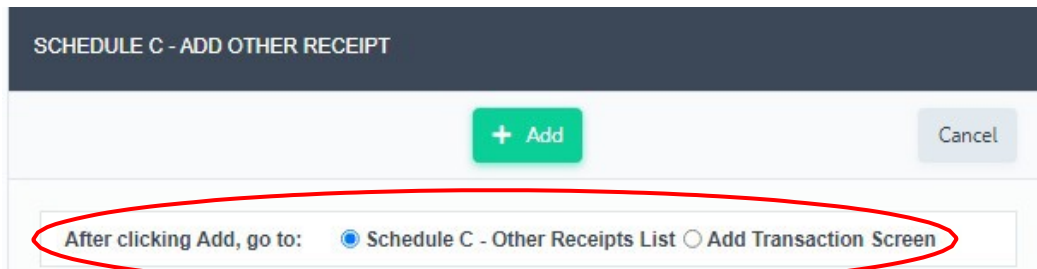 SCHEDULE C - ADD OTHER RECEIPT
+ Add
Cancel
After clicking Add, go to: Schedule C - Other Receipts List Add Transaction Screen